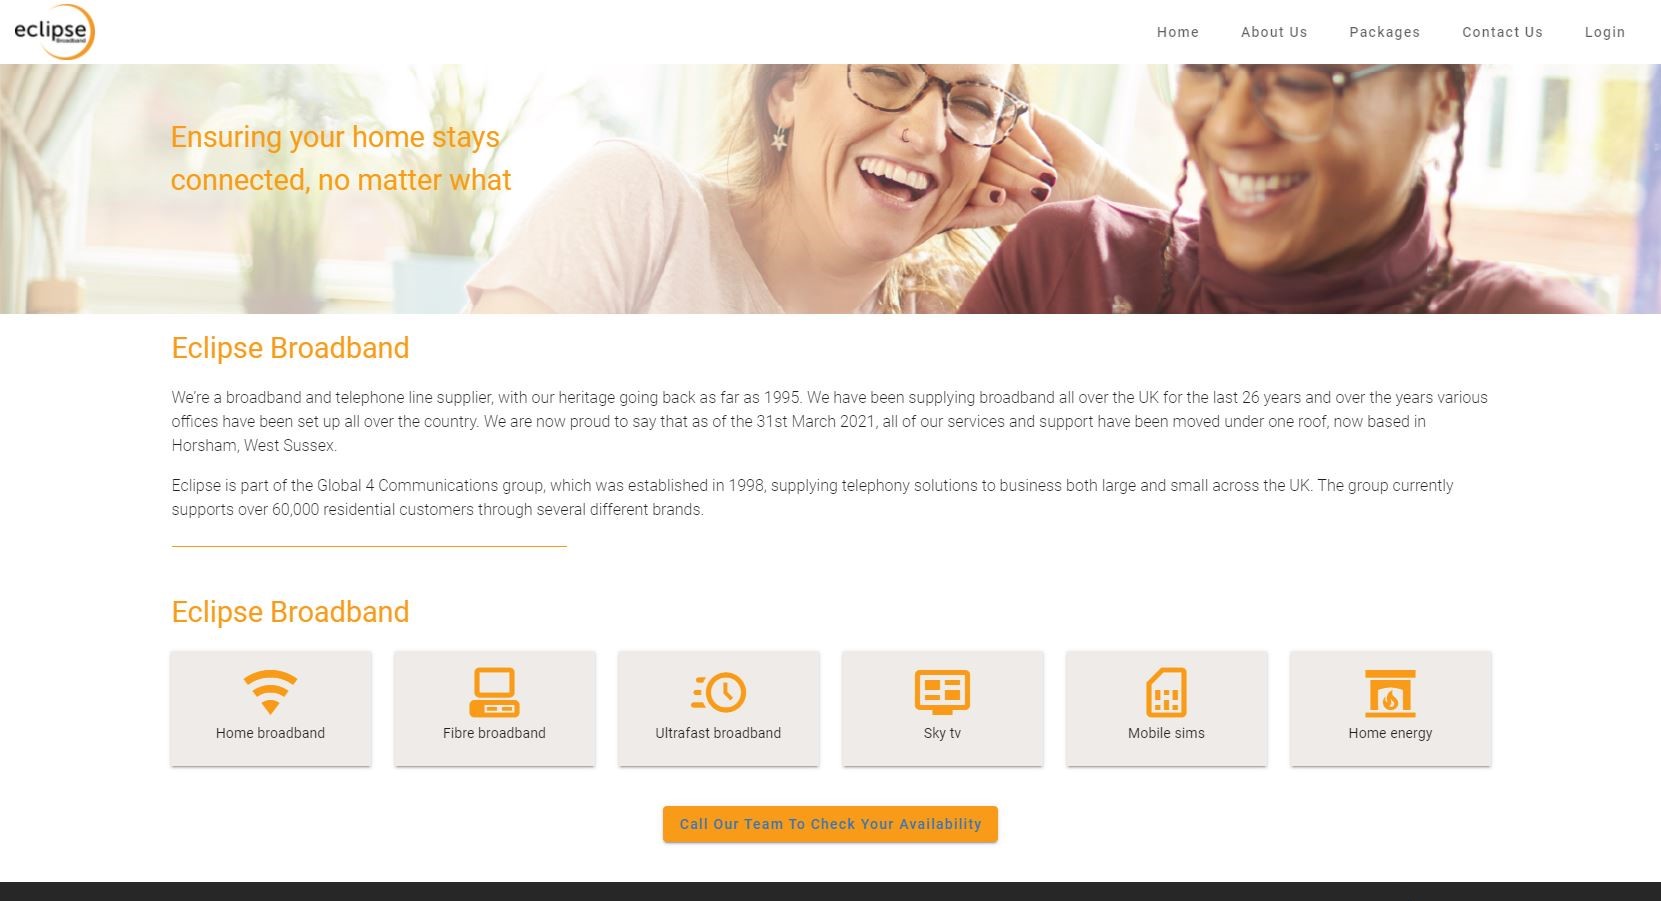 eclipse
Broadband
Home About Us Packages Contact Us Login
Ensuring your home stays
connected, no matter what
Eclipse Broadband
We're a broadband and telephone line supplier, with our heritage going back as far as 1995. We have been supplying broadband all over the UK for the last 26 years and over the years various
offices have been set up all over the country. We are now proud to say that as of the 31st March 2021, all of our services and support have been moved under one roof, now based in
Horsham, West Sussex.
Eclipse is part of the Global 4 Communications group, which was established in 1998, supplying telephony solutions to business both large and small across the UK. The group currently
supports over 60,000 residential customers through several different brands.
Eclipse Broadband
Home broadband Fibre broadband Ultrafast broadband Sky tv Mobile sims Home energy
Call Our Team To Check Your Availability